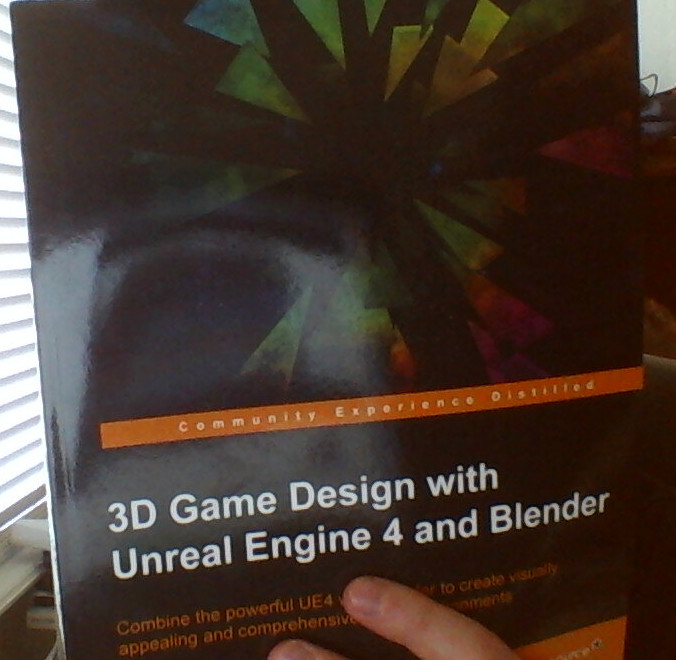 Community Experience Distilled
3D Game Design with
Unreal Engine 4 and Blender
Combine the powerful UE4 to create visually
appealing and comprehensive